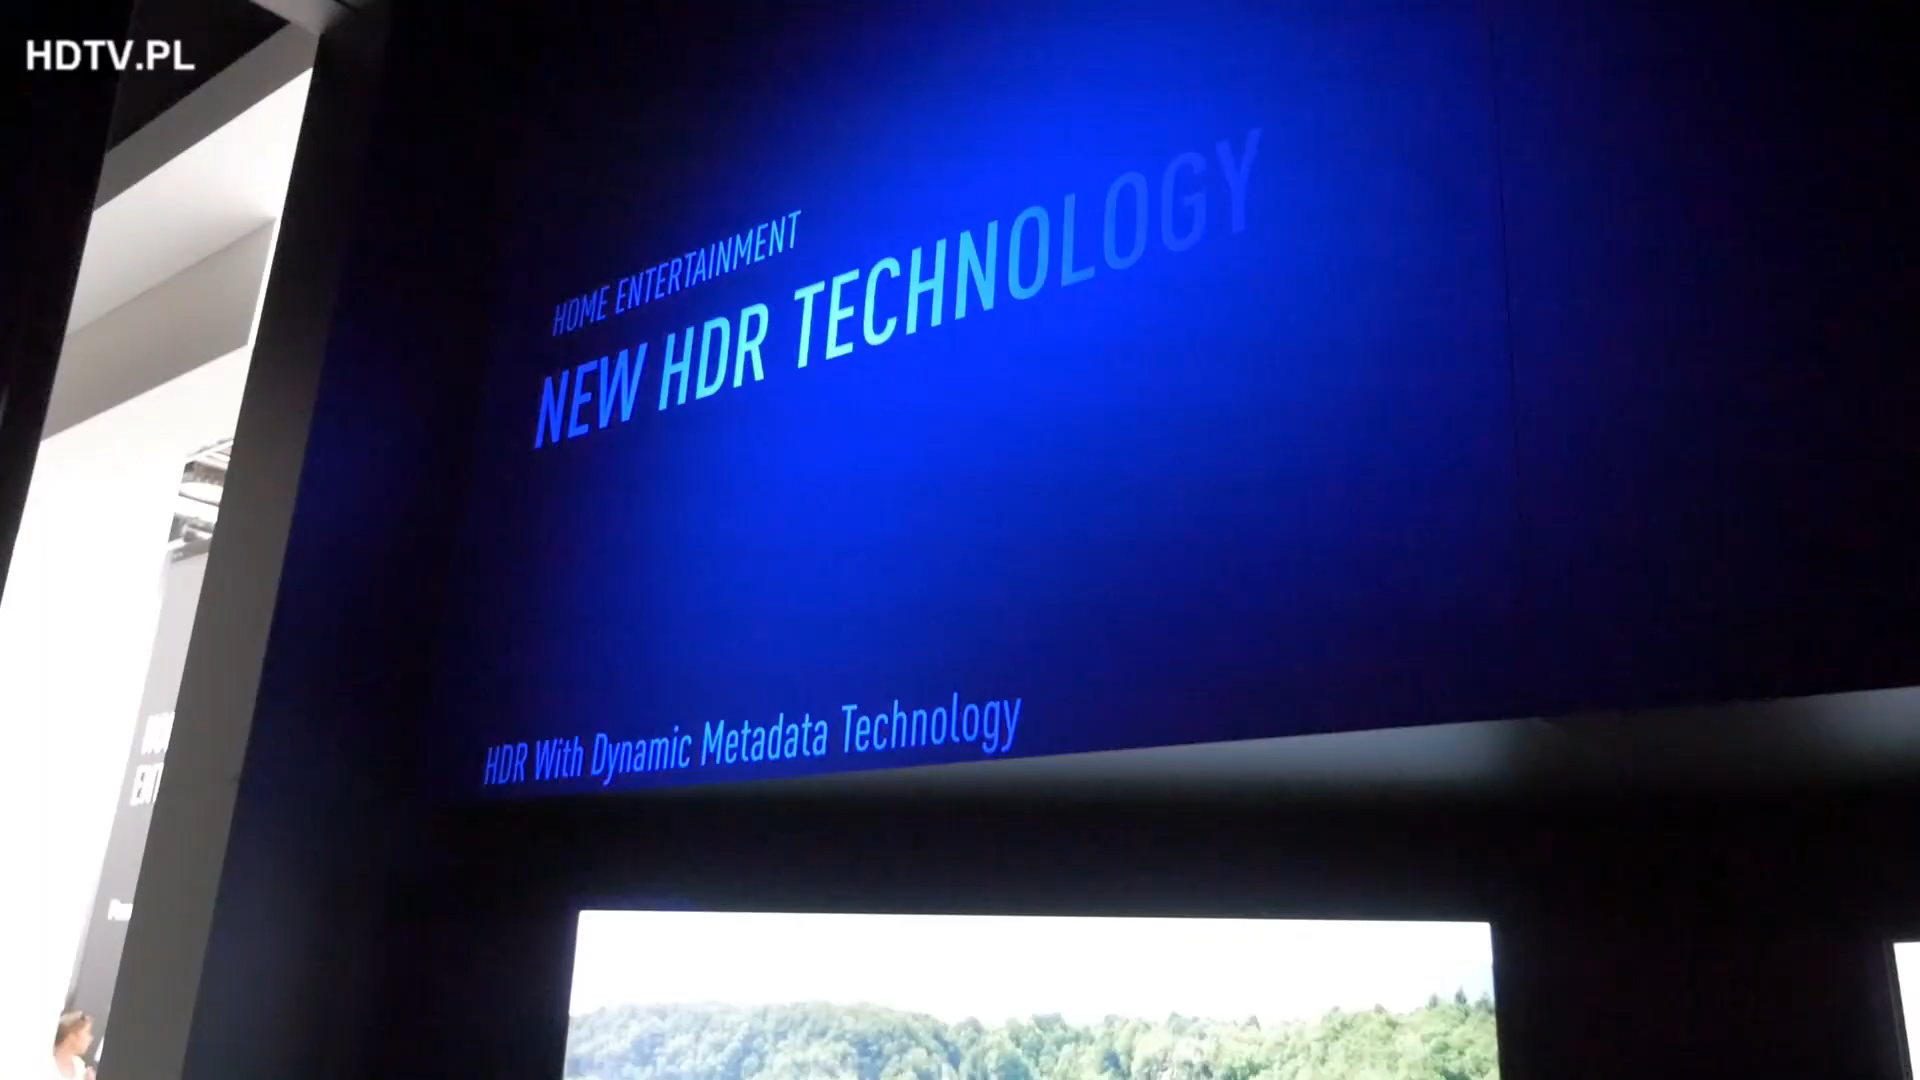 HDTV.PL
HOME ENTERTAINMENT
NEW HDR TECHNOLOGY
HDR With Dynamic Metadata Technology